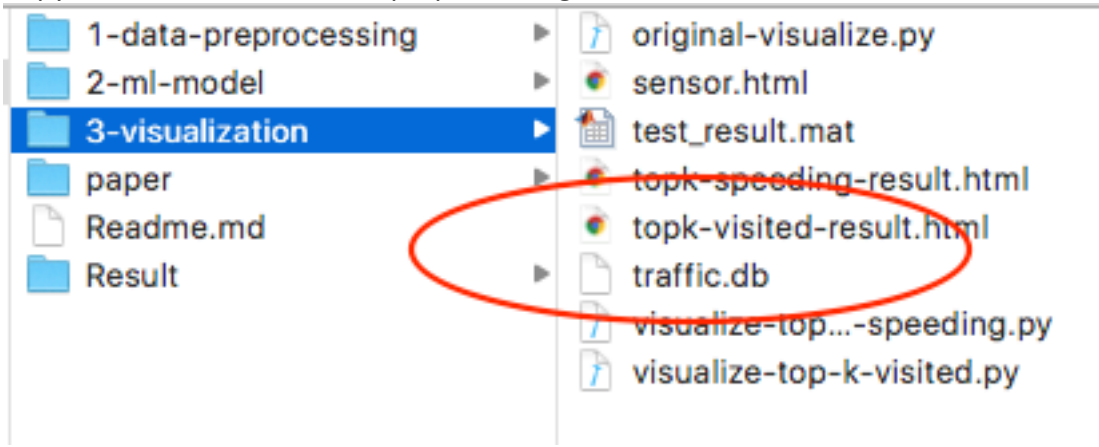 1-data-preprocessing
2-ml-model
3-visualization
paper
Readme.md
Result
original-visualize.py
sensor.html
test_result.mat
topk-speeding-result.html
topk-visited-result.html
traffic.db
visualize-top...-speeding.py
visualize-top-k-visited.py